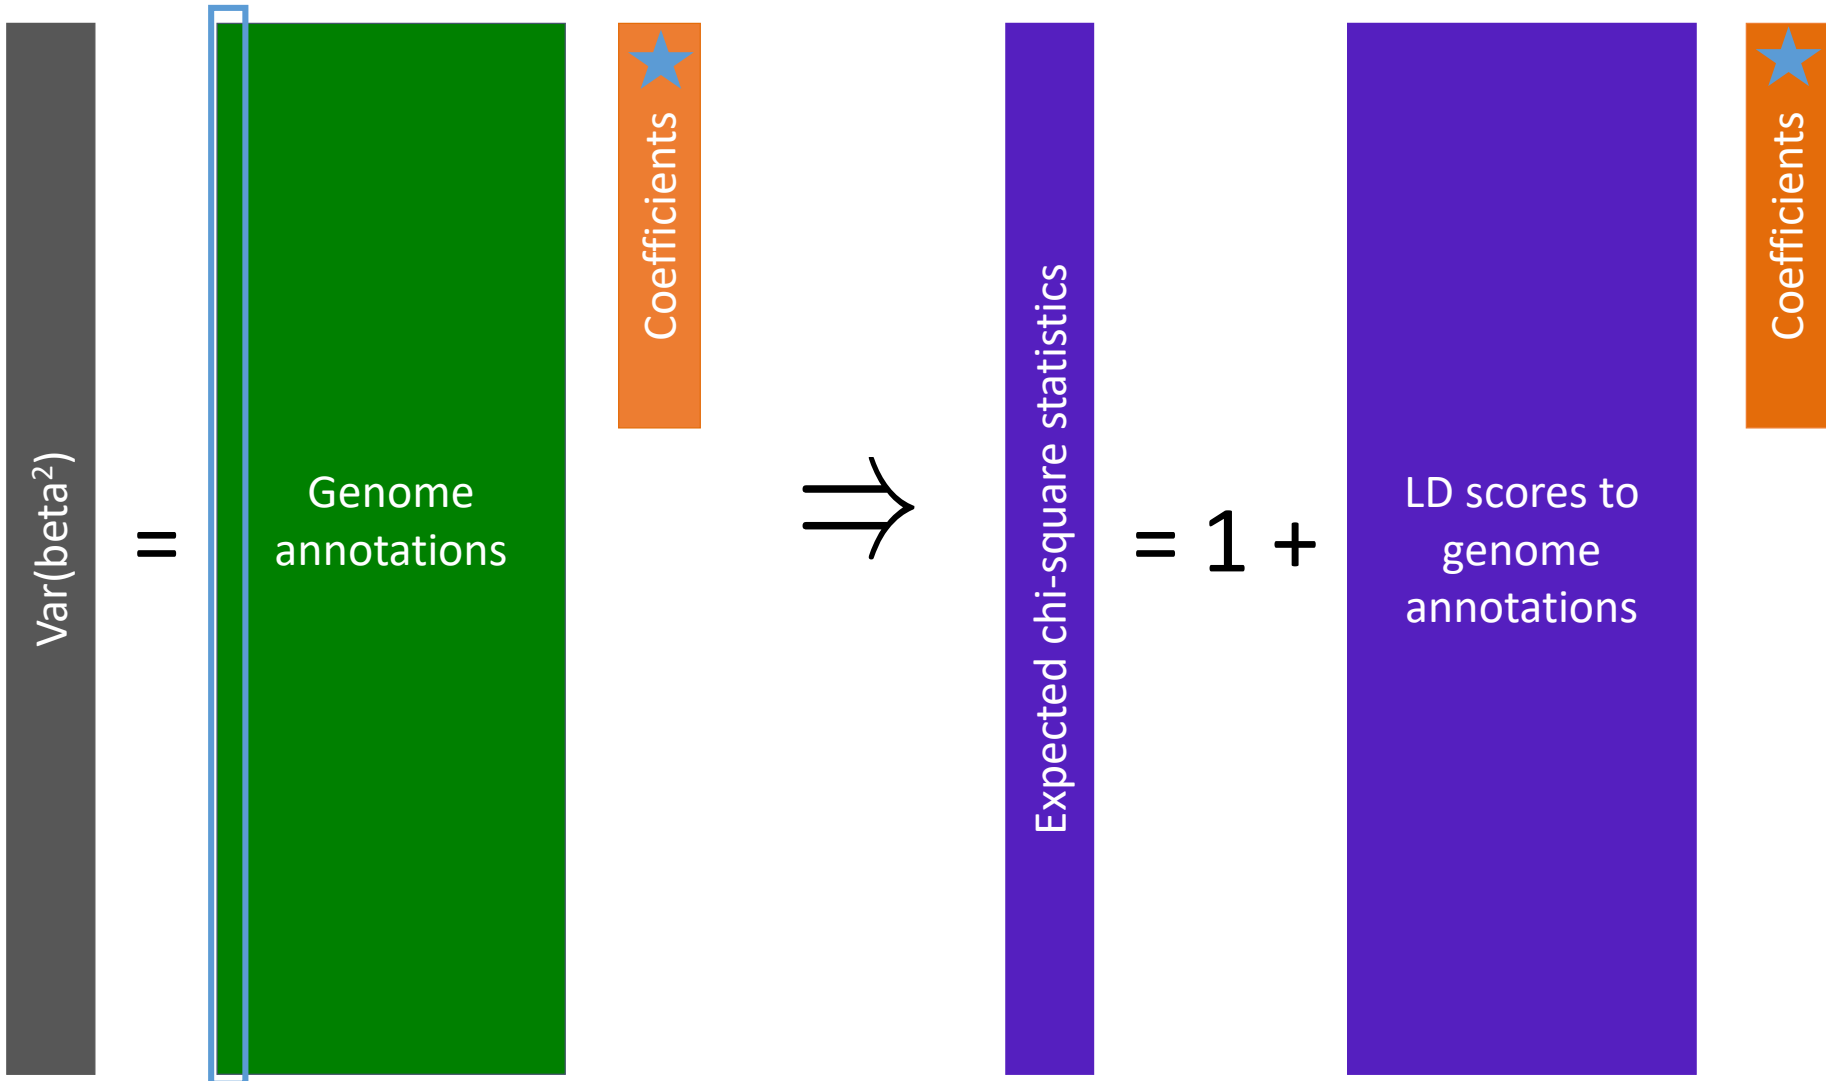 Var(beta²)
=
Genome
annotations
Coefficients
⇒
Expected chi-square statistics
= 1 +
LD scores to
genome
annotations
Coefficients